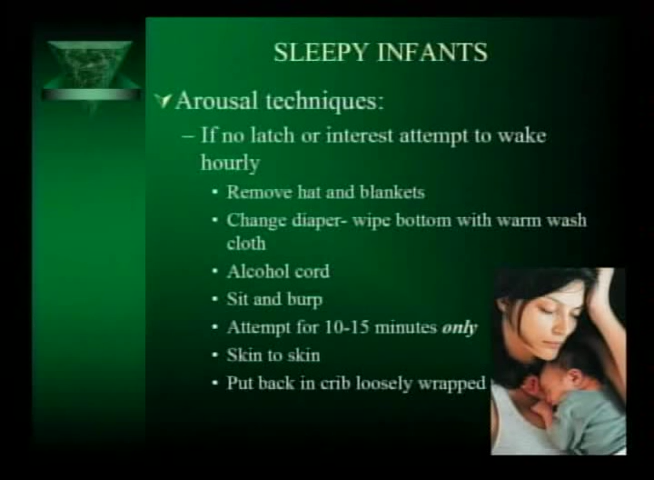 SLEEPY INFANTS
Arousal techniques:
– If no latch or interest attempt to wake
hourly
• Remove hat and blankets
• Change diaper- wipe bottom with warm wash
cloth
• Alcohol cord
• Sit and burp
• Attempt for 10-15 minutes only
• Skin to skin
• Put back in crib loosely wrapped